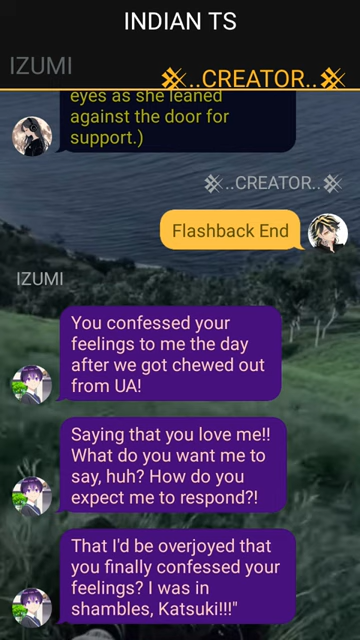 INDIAN TS
IZUMI
..CREATOR..
eyes as she leaned
against the door for
support.)
..CREATOR..
Flashback End
IZUMI
You confessed your
feelings to me the day
after we got chewed out
from UA!
Saying that you love me!!
What do you want me to
say, huh? How do you
expect me to respond?!
That I'd be overjoyed that
you finally confessed your
feelings? I was in
shambles, Katsuki!!!"